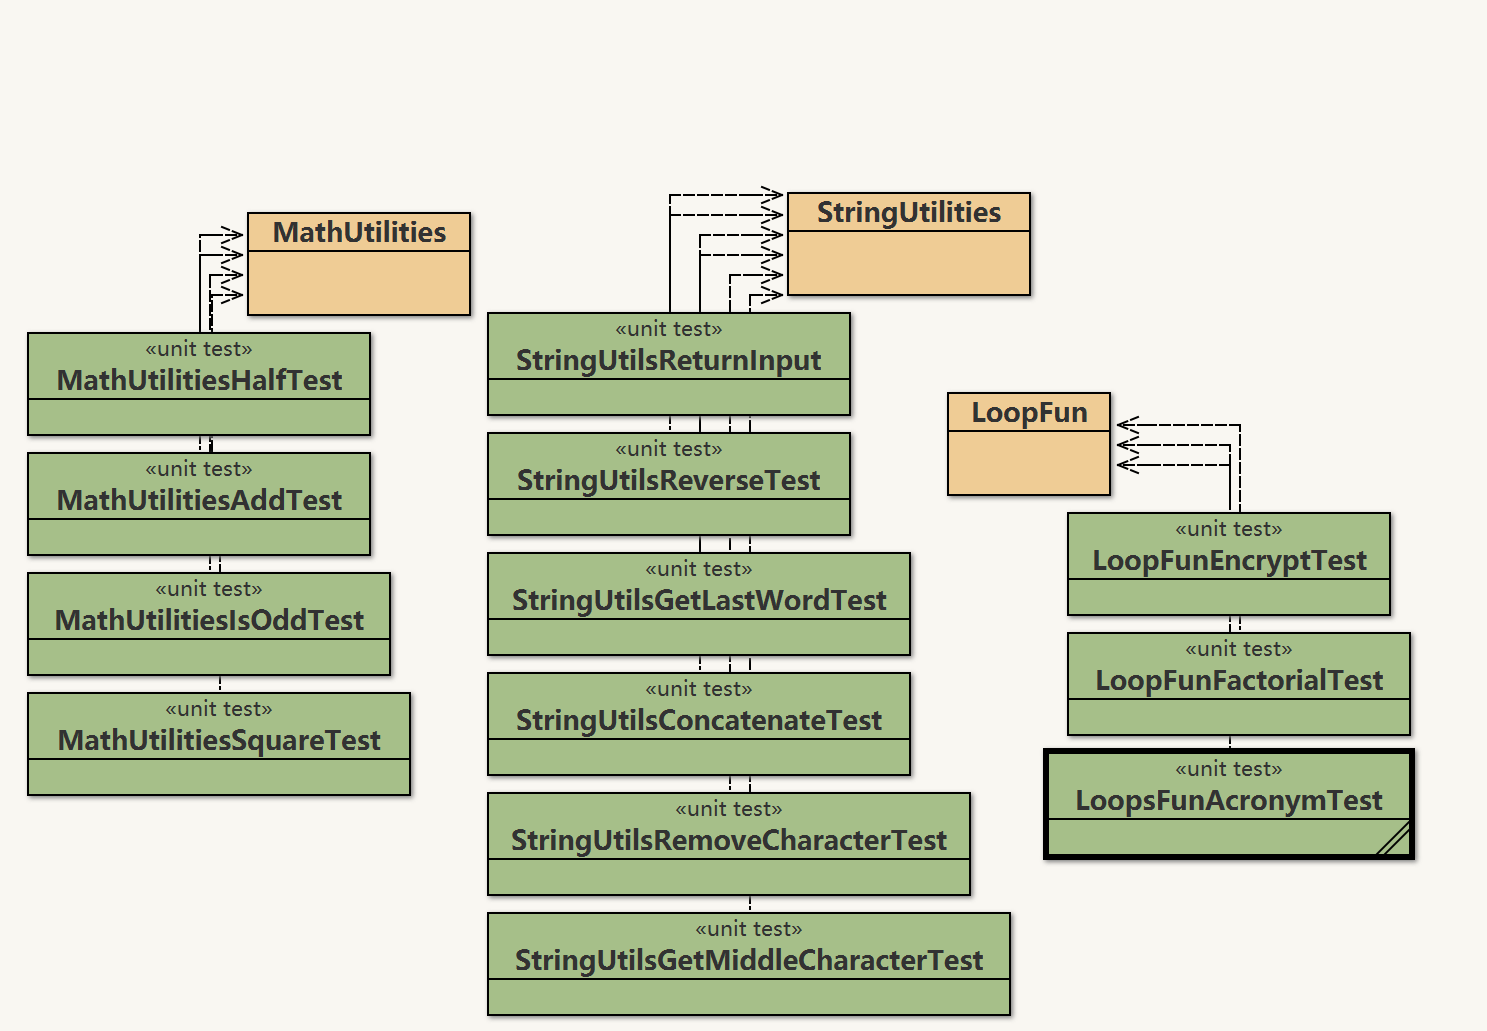 MathUtilities
«unit test»
MathUtilitiesHalfTest
«unit test»
MathUtilitiesAddTest
«unit test»
MathUtilitiesIsOddTest
«unit test»
MathUtilitiesSquareTest
StringUtilities
«unit test»
StringUtilsReturnInput
«unit test»
StringUtilsReverseTest
«unit test»
StringUtilsGetLastWordTest
«unit test»
StringUtilsConcatenateTest
«unit test»
StringUtilsRemoveCharacterTest
«unit test»
StringUtilsGetMiddleCharacterTest
LoopFun
«unit test»
LoopFunEncryptTest
«unit test»
LoopFunFactorialTest
«unit test»
LoopsFunAcronymTest